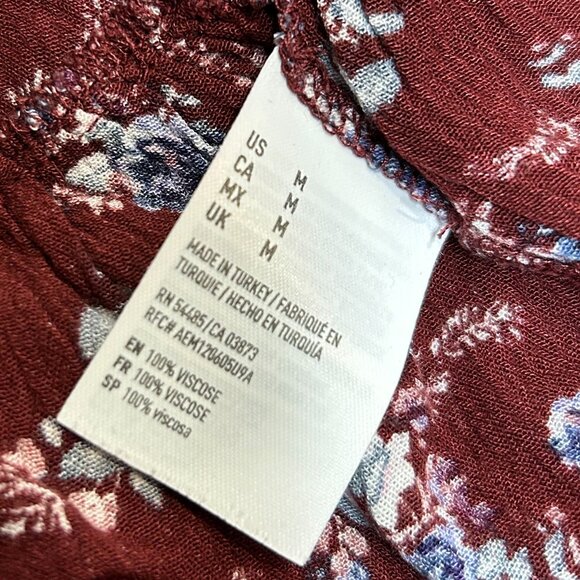 US M
CA M
MX M
UK M
MADE IN TURKEY / FABRIQUÉ EN
TURQUIE / HECHO EN TURQUÍA
RN 54485 / CA 03873
RFC# AEM126605U9A
EN 100% VISCOSE
FR 100% VISCOSE
SP 100% viscosa